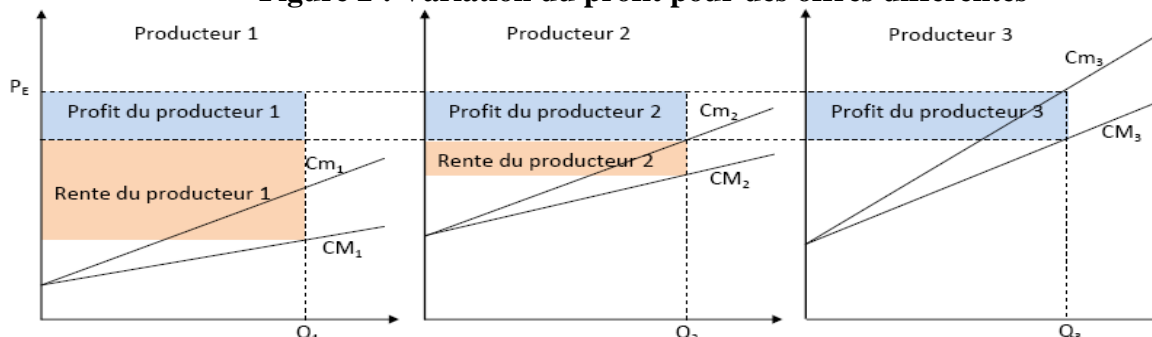 Figure 2 : Variation du profit pour des offres différentes
Producteur 1
Producteur 2
Producteur 3
P_E
Profit du producteur 1
Profit du producteur 2
Profit du producteur 3
Cm₁
Cm₂
Cm₃
Rente du producteur 1
Rente du producteur 2
CM₁
CM₂
CM₃
Q₁
Q₂
Q₃